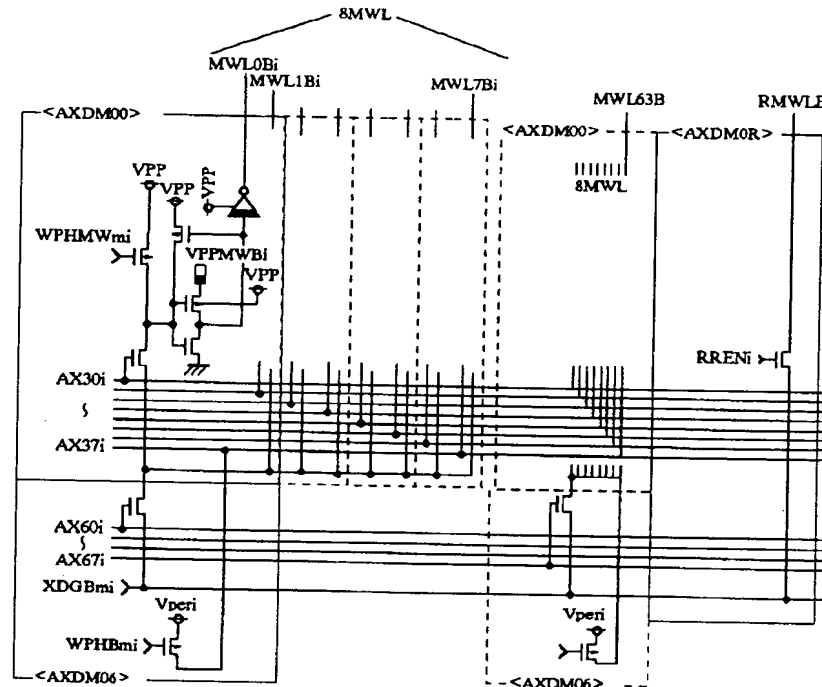 8MWL
MWL0Bi
MWL1Bi
MWL7Bi
MWL63B
RMWLB
<AXDM00>
<AXDM00>
<AXDM0R>
VPP
VPP
VPP
8MWL
WPHMWmi
VPPMWBi
VPP
RRENi
AX30i
AX37i
AX60i
AX67i
XDGBmi
Vperi
Vperi
WPHBmi
<AXDM06>
<AXDM06>